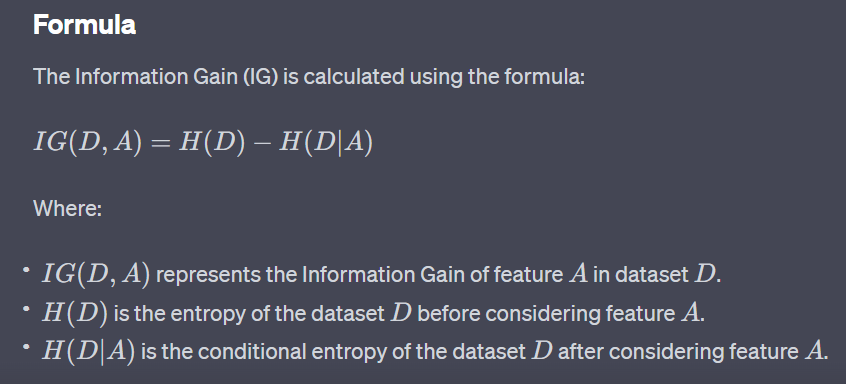 Formula
The Information Gain (IG) is calculated using the formula:
IG(D, A) = H(D) − H(D|A)
Where:
• IG(D, A) represents the Information Gain of feature A in dataset D.
• H(D) is the entropy of the dataset D before considering feature A.
• H(D|A) is the conditional entropy of the dataset D after considering feature A.